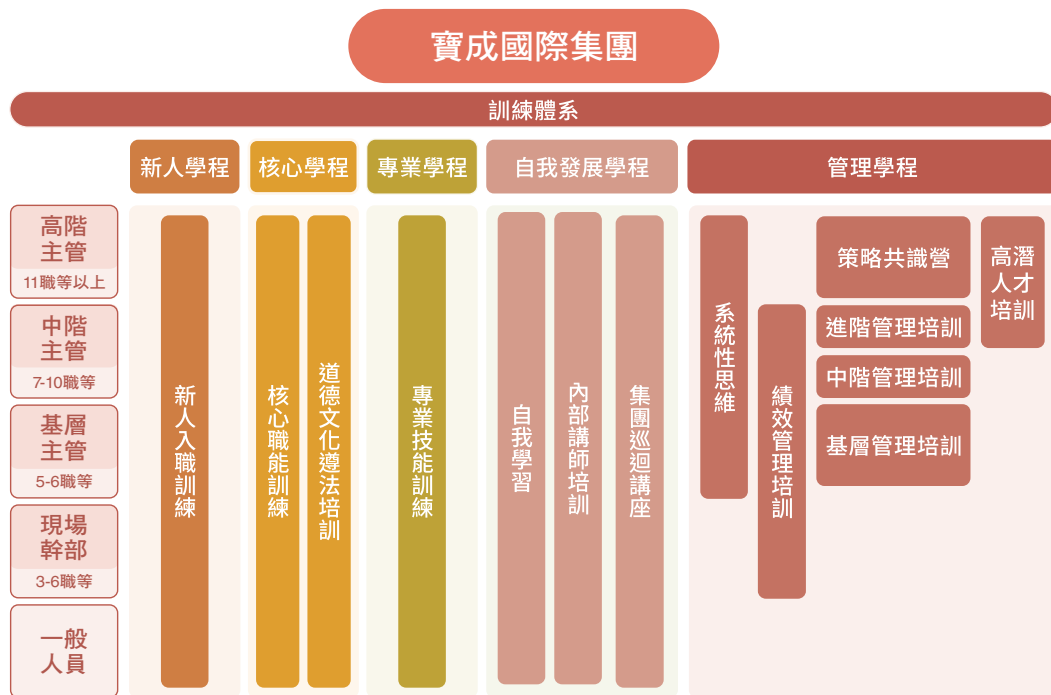 寶成國際集團
訓練體系
新人學程
核心學程
專業學程
自我發展學程
管理學程
高階
主管
11職等以上
中階
主管
7-10職等
基層
主管
5-6職等
現場
幹部
3-6職等
一般
人員
新人入職訓練
核心職能訓練
道德文化遵法培訓
專業技能訓練
自我學習
內部講師培訓
集團巡迴講座
系統性思維
績效管理培訓
策略共識營
進階管理培訓
中階管理培訓
基層管理培訓
高潛
人才
培訓